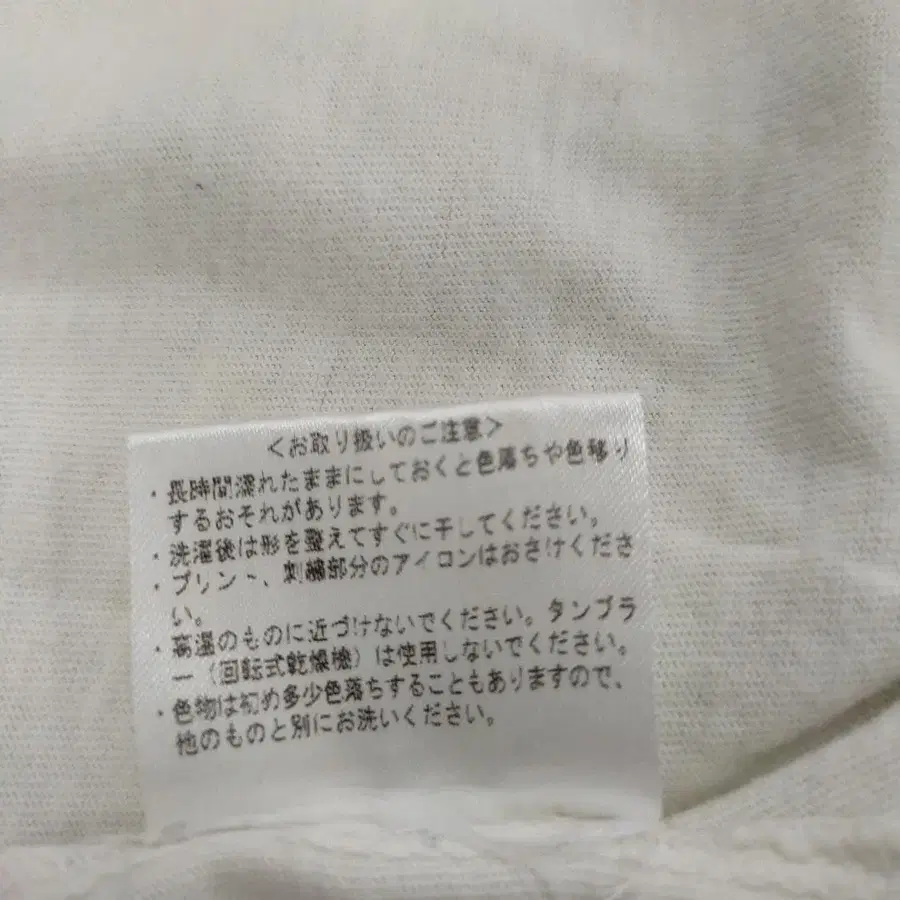 <お取り扱いのご注意>
・長時間濡れたままにしておくと色落ちや色移り
するおそれがあります。
・洗濯後は形を整えてすぐに干してください。
・プリント、刺繍部分のアイロンはおさけくださ
い。
・高温のものに近づけないでください。タンブラ
ー（回転式乾燥機）は使用しないでください。
・色物は初め多少色落ちすることもありますので、
他のものと別にお洗いください。